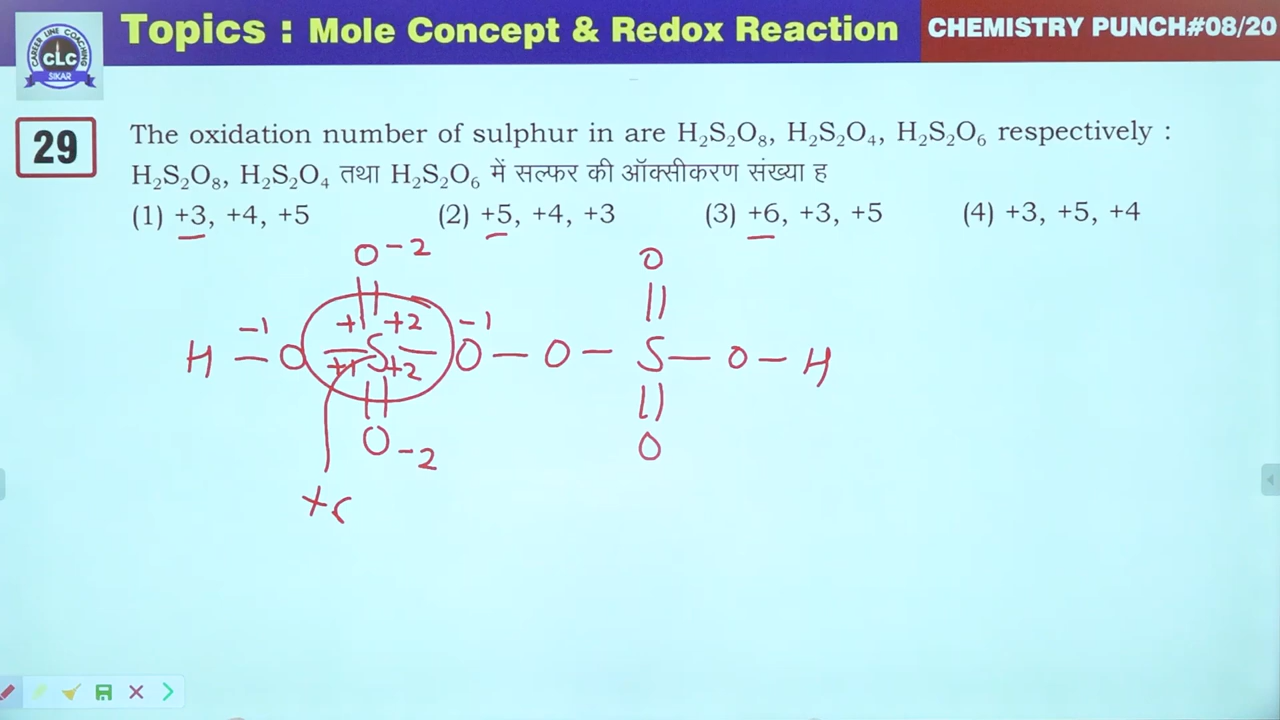 CAREER LINE COACHING
CLC
SIKAR
Topics : Mole Concept & Redox Reaction
CHEMISTRY PUNCH#08/20
29
The oxidation number of sulphur in are H₂S₂O₈, H₂S₂O₄, H₂S₂O₆ respectively :
H₂S₂O₈, H₂S₂O₄ तथा H₂S₂O₆ में सल्फर की ऑक्सीकरण संख्या ह
(1) +3, +4, +5 (2) +5, +4, +3 (3) +6, +3, +5 (4) +3, +5, +4
O -2 O
-1 + +2 -1
H - O - S - O - O - S - O - H
+1 +2
O -2 O